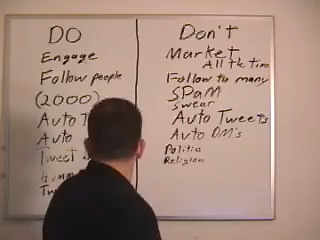 DO
Engage
Follow people
(2000)
Auto
Auto
Tweet
Don't
Market
All the time
Follow to many
SPaM
swear
Auto Tweets
Auto DM's
Politic
Religion